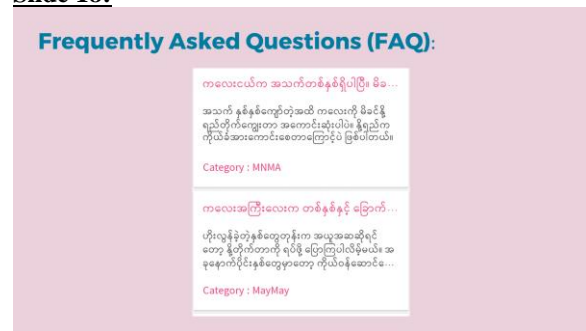 Frequently Asked Questions (FAQ):
ကလေးငယ်က အသက်တစ်နှစ်ရှိပါပြီ။ မိခ...
အသက် နှစ်နှစ်ကျော်တဲ့အထိ ကလေးကို မိခင်နို့
ရည်တိုက်ကျွေးတာ အကောင်းဆုံးပါပဲ။ နို့ရည်က
ကိုယ်ခံအားကောင်းစေတာကြောင့်ပဲ ဖြစ်ပါတယ်။
Category : MNMA
ကလေးအကြီးလေးက တစ်နှစ်နှင့် ခြောက်...
ဟိုးလွန်ခဲ့တဲ့နှစ်တွေတုန်းက အယူအဆဆိုရင်
တော့ နို့တိုက်တာကို ရပ်ဖို့ ပြောကြပါလိမ့်မယ်။ အ
ခုနောက်ပိုင်းနှစ်တွေမှာတော့ ကိုယ်ဝန်ဆောင်စေ...
Category : MayMay